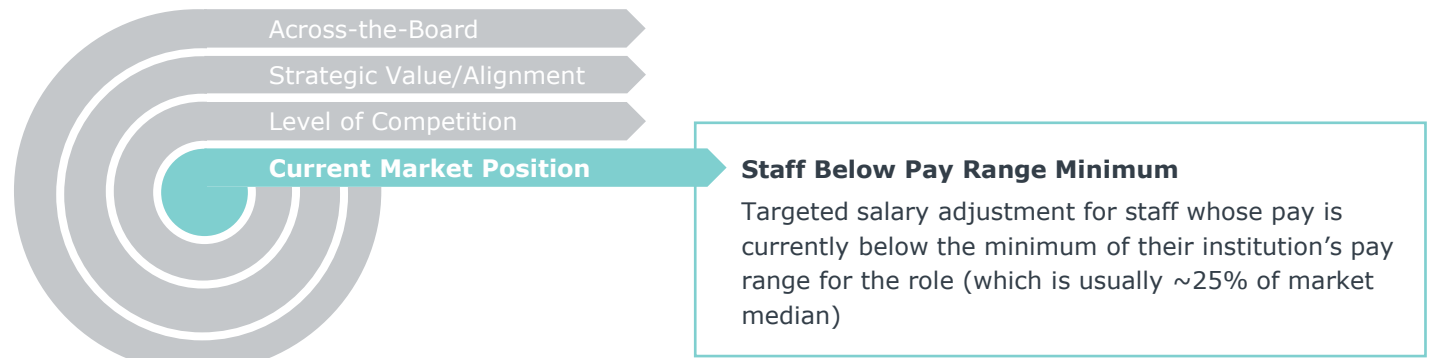 Across-the-Board
Strategic Value/Alignment
Level of Competition
Current Market Position
Staff Below Pay Range Minimum
Targeted salary adjustment for staff whose pay is
currently below the minimum of their institution’s pay
range for the role (which is usually ~25% of market
median)